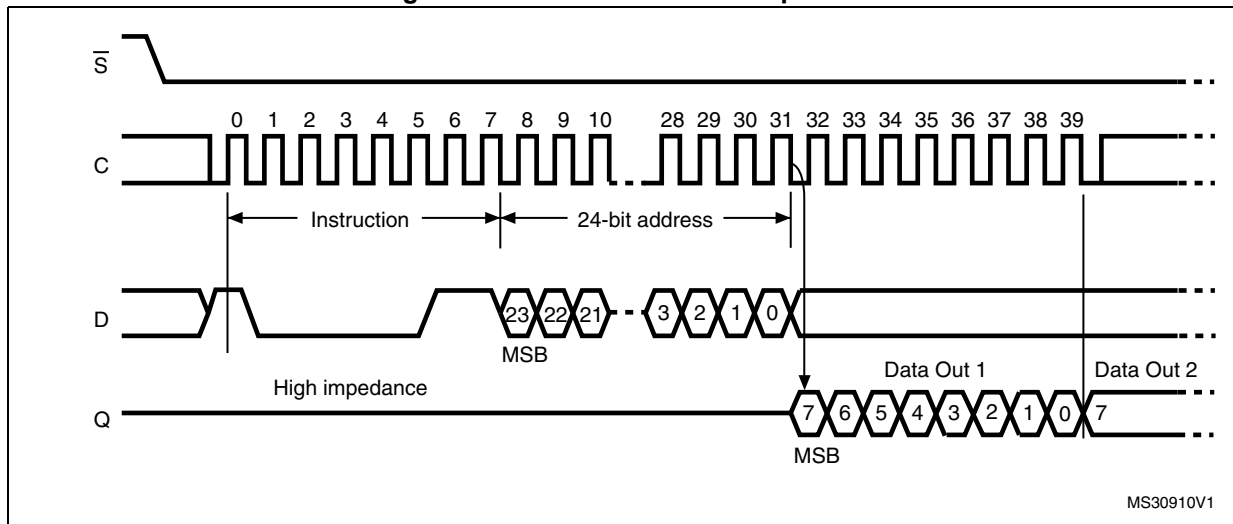 S
0 1 2 3 4 5 6 7 8 9 10 28 29 30 31 32 33 34 35 36 37 38 39
C
Instruction 24-bit address
D 23 22 21 3 2 1 0
MSB
Data Out 1 Data Out 2
High impedance
Q 7 6 5 4 3 2 1 0 7
MSB
MS30910V1